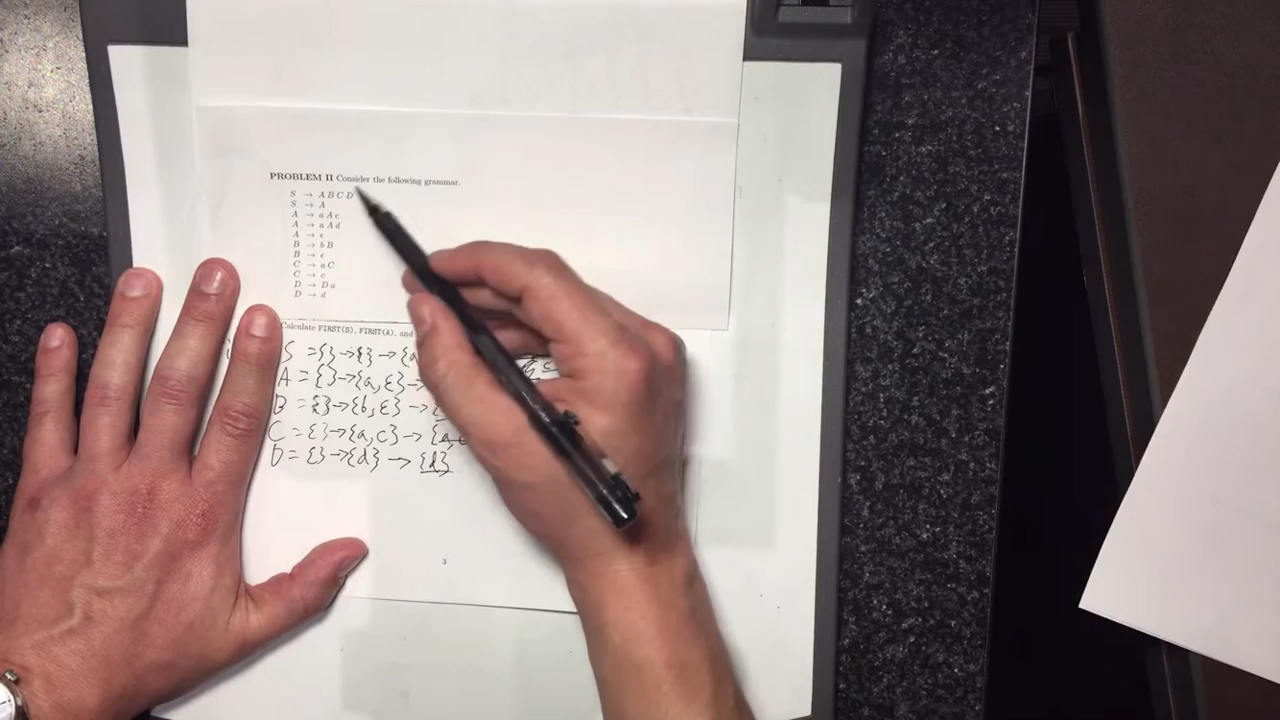 PROBLEM II Consider the following grammar.
S → A B C D
S → A
A → a A c
A → a A d
A → ϵ
B → b B
B → ϵ
C → a C
C → c
D → D a
D → d
Calculate FIRST(S), FIRST(A), and
S = {} → {} → {a
A = {} → {a, ε} →
B = {} → {b, ε} → {
C = {} → {a, c} → {a, c
D = {} → {d} → {d}
3